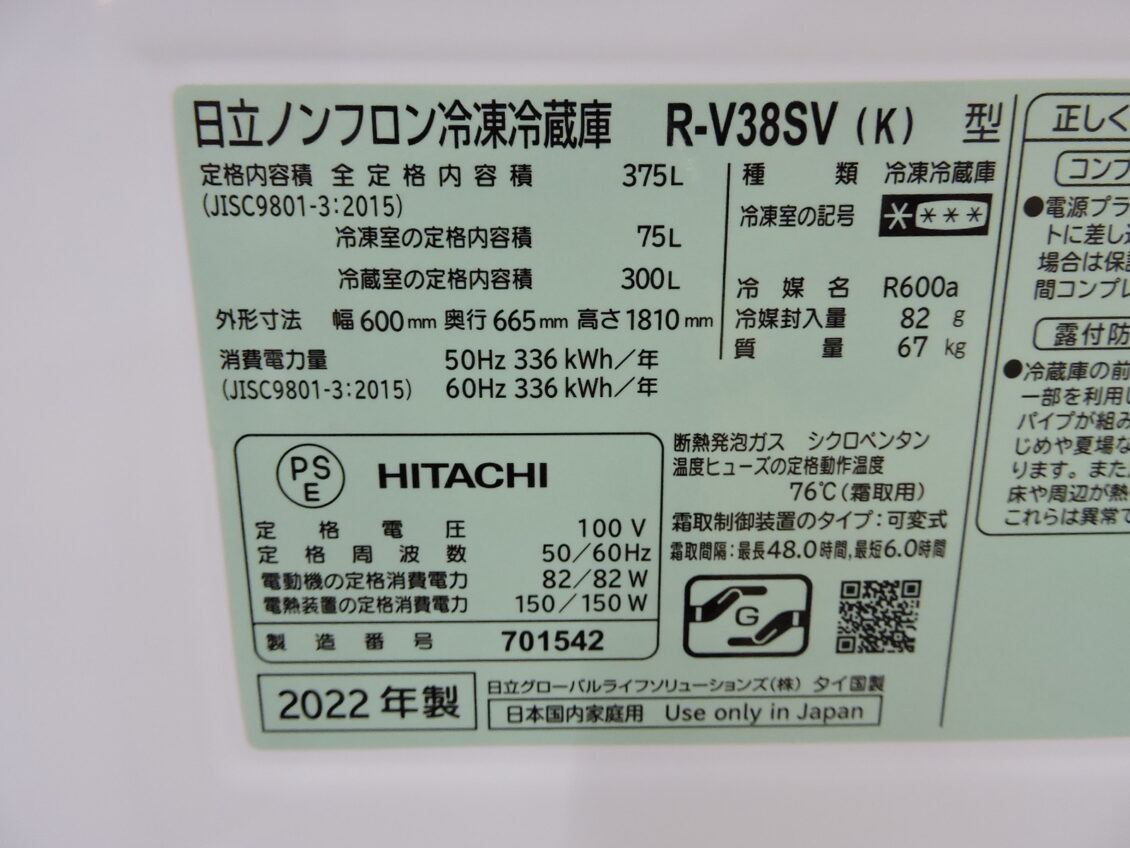 日立ノンフロン冷凍冷蔵庫 R-V38SV (K) 型
定格内容積 全定格内容積 375L
(JISC9801-3:2015)
冷凍室の定格内容積 75L
冷蔵室の定格内容積 300L
外形寸法 幅600mm 奥行665mm 高さ1810mm
消費電力量 50Hz 336kWh/年
(JISC9801-3:2015) 60Hz 336kWh/年
種類 冷凍冷蔵庫
冷凍室の記号 ****
冷媒名 R600a
冷媒封入量 82 g
質量 67 kg
PSE HITACHI
定格電圧 100V
定格周波数 50/60Hz
電動機の定格消費電力 82/82W
電熱装置の定格消費電力 150/150W
製造番号 701542
断熱発泡ガス シクロペンタン
温度ヒューズの定格動作温度
76℃(霜取用)
霜取制御装置のタイプ:可変式
霜取間隔:最長48.0時間,最短6.0時間
G
2022年製
日立グローバルライフソリューションズ(株) タイ国製
日本国内家庭用 Use only in Japan
正しく
コンプ
●電源プラ
トに差し込
場合は保
間コンプレ
露付防
●冷蔵庫の前
一部を利用し
パイプが組み
じめや夏場な
ります。また
床や周辺が熱
これらは異常で